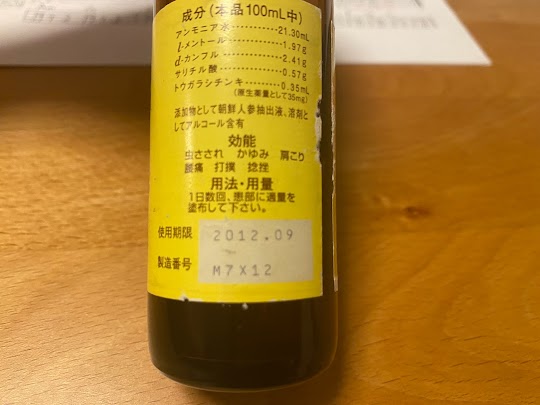 成分(本品100mL中)
アンモニア水…………21.30mL
l-メントール…………1.97g
d-カンフル…………2.41g
サリチル酸…………0.57g
トウガラシチンキ…………0.35mL
(原生薬量として35mg)
添加物として朝鮮人参抽出液、溶剤と
してアルコール含有
効能
虫さされ かゆみ 肩こり
腰痛 打撲 捻挫
用法・用量
1日数回、患部に適量を
塗布して下さい。
使用期限 2012.09
製造番号 M7X12